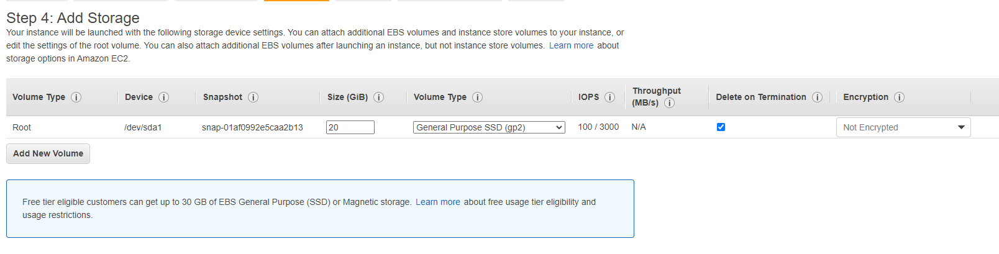 Step 4: Add Storage
Your instance will be launched with the following storage device settings. You can attach additional EBS volumes and instance store volumes to your instance, or
edit the settings of the root volume. You can also attach additional EBS volumes after launching an instance, but not instance store volumes. Learn more about
storage options in Amazon EC2.
Volume Type i Device i Snapshot i Size (GiB) i Volume Type i IOPS i Throughput (MB/s) i Delete on Termination i Encryption i
Root /dev/sda1 snap-01af0992e5caa2b13 20 General Purpose SSD (gp2) 100 / 3000 N/A Not Encrypted
Add New Volume
Free tier eligible customers can get up to 30 GB of EBS General Purpose (SSD) or Magnetic storage. Learn more about free usage tier eligibility and
usage restrictions.